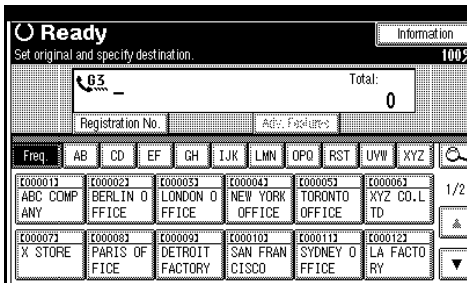 Ready
Information
Set original and specify destination.
100%
G3 _
Total:
0
Registration No.
Adv. Features
Freq. AB CD EF GH IJK LMN OPQ RST UVW XYZ
[00001] [00002] [00003] [00004] [00005] [00006]
ABC COMP BERLIN O LONDON O NEW YORK TORONTO XYZ CO.L
ANY FFICE FFICE OFFICE OFFICE TD
1/2
[00007] [00008] [00009] [00010] [00011] [00012]
X STORE PARIS OF DETROIT SAN FRAN SYDNEY O LA FACTO
FICE FACTORY CISCO FFICE RY